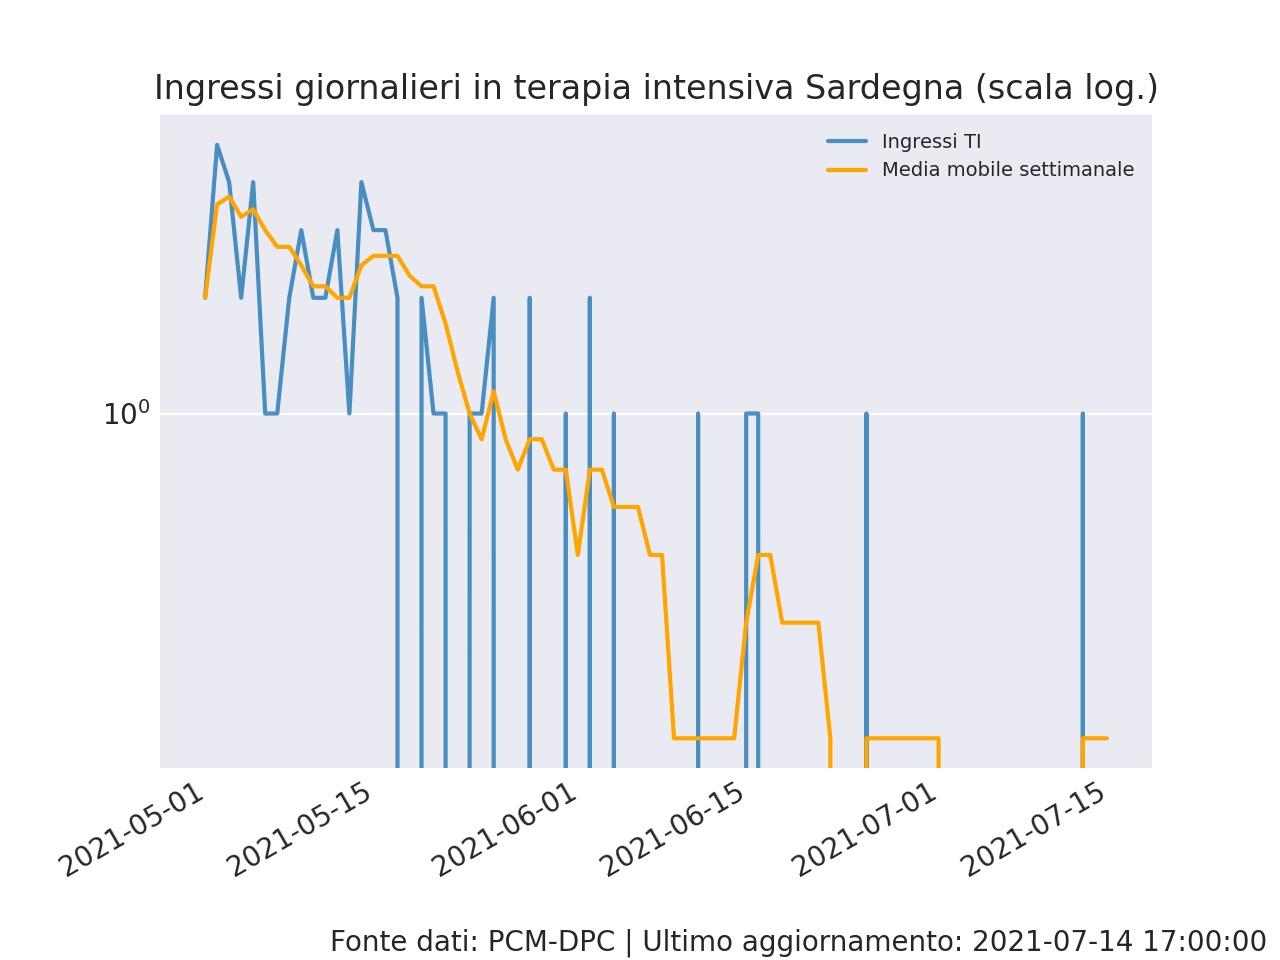 Ingressi giornalieri in terapia intensiva Sardegna (scala log.)
Ingressi TI
Media mobile settimanale
10⁰
2021-05-01
2021-05-15
2021-06-01
2021-06-15
2021-07-01
2021-07-15
Fonte dati: PCM-DPC | Ultimo aggiornamento: 2021-07-14 17:00:00